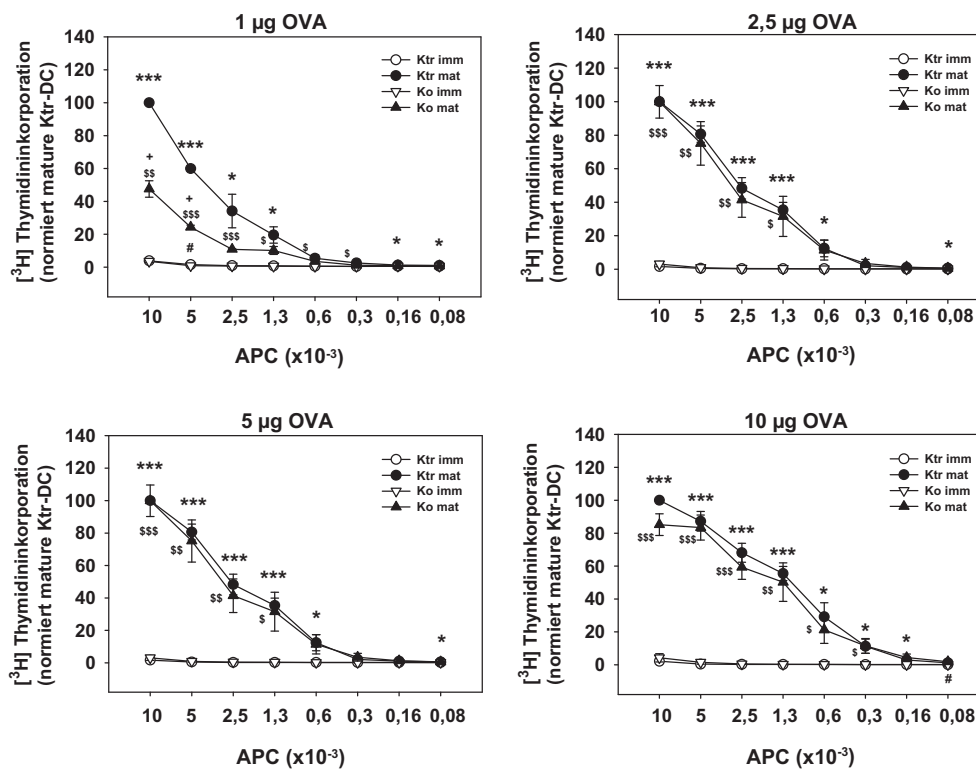 1 µg OVA
[³H] Thymidininkorporation
(normiert mature Ktr-DC)
140
120
100
80
60
40
20
0
Ktr imm
Ktr mat
Ko imm
Ko mat
***
***
*
*
*
*
+
$$
+
$$$
#
$$$
$
$
$
10 5 2,5 1,3 0,6 0,3 0,16 0,08
APC (x10⁻³)
2,5 µg OVA
[³H] Thymidininkorporation
(normiert mature Ktr-DC)
140
120
100
80
60
40
20
0
Ktr imm
Ktr mat
Ko imm
Ko mat
***
***
***
***
*
*
$$$
$$
$$
$
10 5 2,5 1,3 0,6 0,3 0,16 0,08
APC (x10⁻³)
5 µg OVA
[³H] Thymidininkorporation
(normiert mature Ktr-DC)
140
120
100
80
60
40
20
0
Ktr imm
Ktr mat
Ko imm
Ko mat
***
***
***
***
*
*
$$$
$$
$$
$
10 5 2,5 1,3 0,6 0,3 0,16 0,08
APC (x10⁻³)
10 µg OVA
[³H] Thymidininkorporation
(normiert mature Ktr-DC)
140
120
100
80
60
40
20
0
Ktr imm
Ktr mat
Ko imm
Ko mat
***
***
***
***
*
*
*
$$$
$$$
$$$
$$
$
$
#
10 5 2,5 1,3 0,6 0,3 0,16 0,08
APC (x10⁻³)